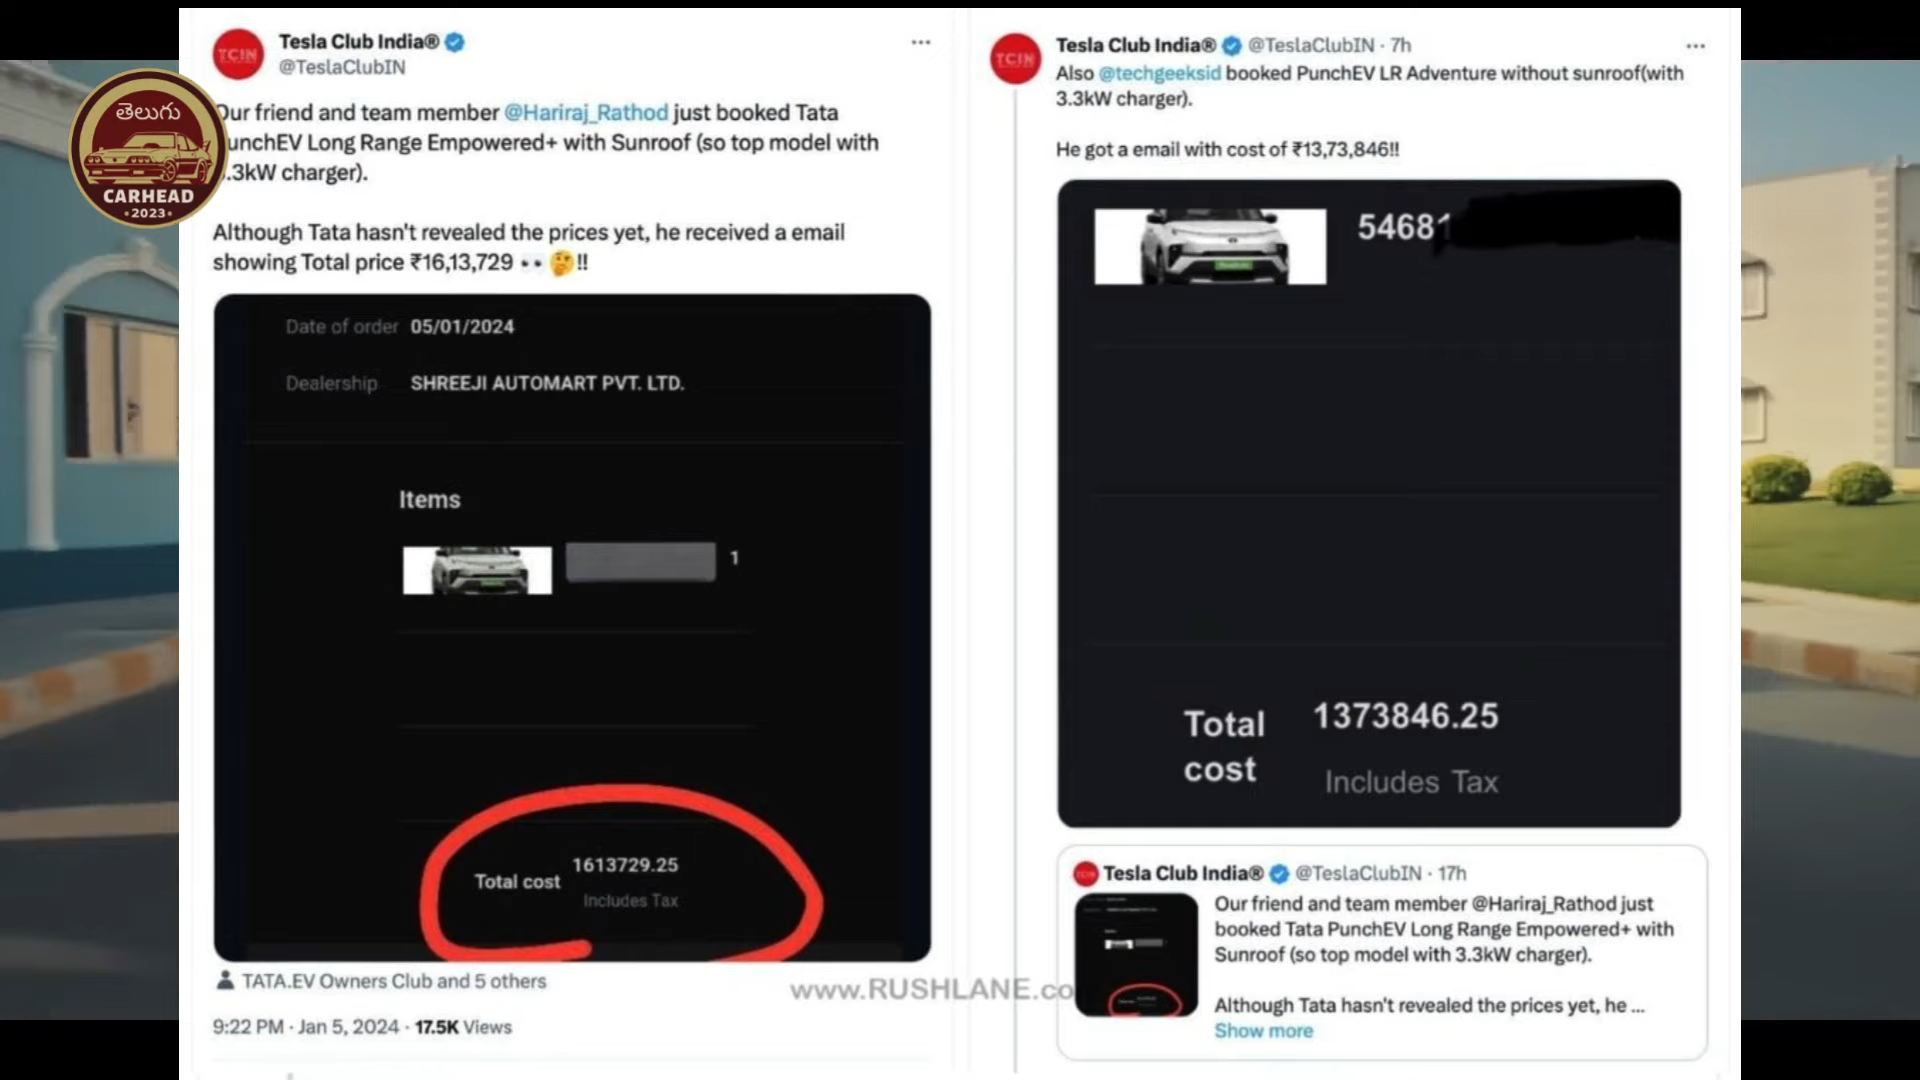 తెలుగు
CARHEAD
•2023•
TCIN
Tesla Club India®
@TeslaClubIN
Our friend and team member @Hariraj_Rathod just booked Tata
unchEV Long Range Empowered+ with Sunroof (so top model with
.3kW charger).
Although Tata hasn't revealed the prices yet, he received a email
showing Total price ₹16,13,729 👀 🤔!!
Date of order 05/01/2024
Dealership SHREEJI AUTOMART PVT. LTD.
Items
1
Total cost 1613729.25
Includes Tax
TATA.EV Owners Club and 5 others
9:22 PM · Jan 5, 2024 · 17.5K Views
TCIN
Tesla Club India® @TeslaClubIN · 7h
Also @techgeeksid booked PunchEV LR Adventure without sunroof(with
3.3kW charger).
He got a email with cost of ₹13,73,846!!
54681
Total
cost
1373846.25
Includes Tax
Tesla Club India® @TeslaClubIN · 17h
Our friend and team member @Hariraj_Rathod just
booked Tata PunchEV Long Range Empowered+ with
Sunroof (so top model with 3.3kW charger).
Although Tata hasn't revealed the prices yet, he ...
Show more
www.RUSHLANE.co